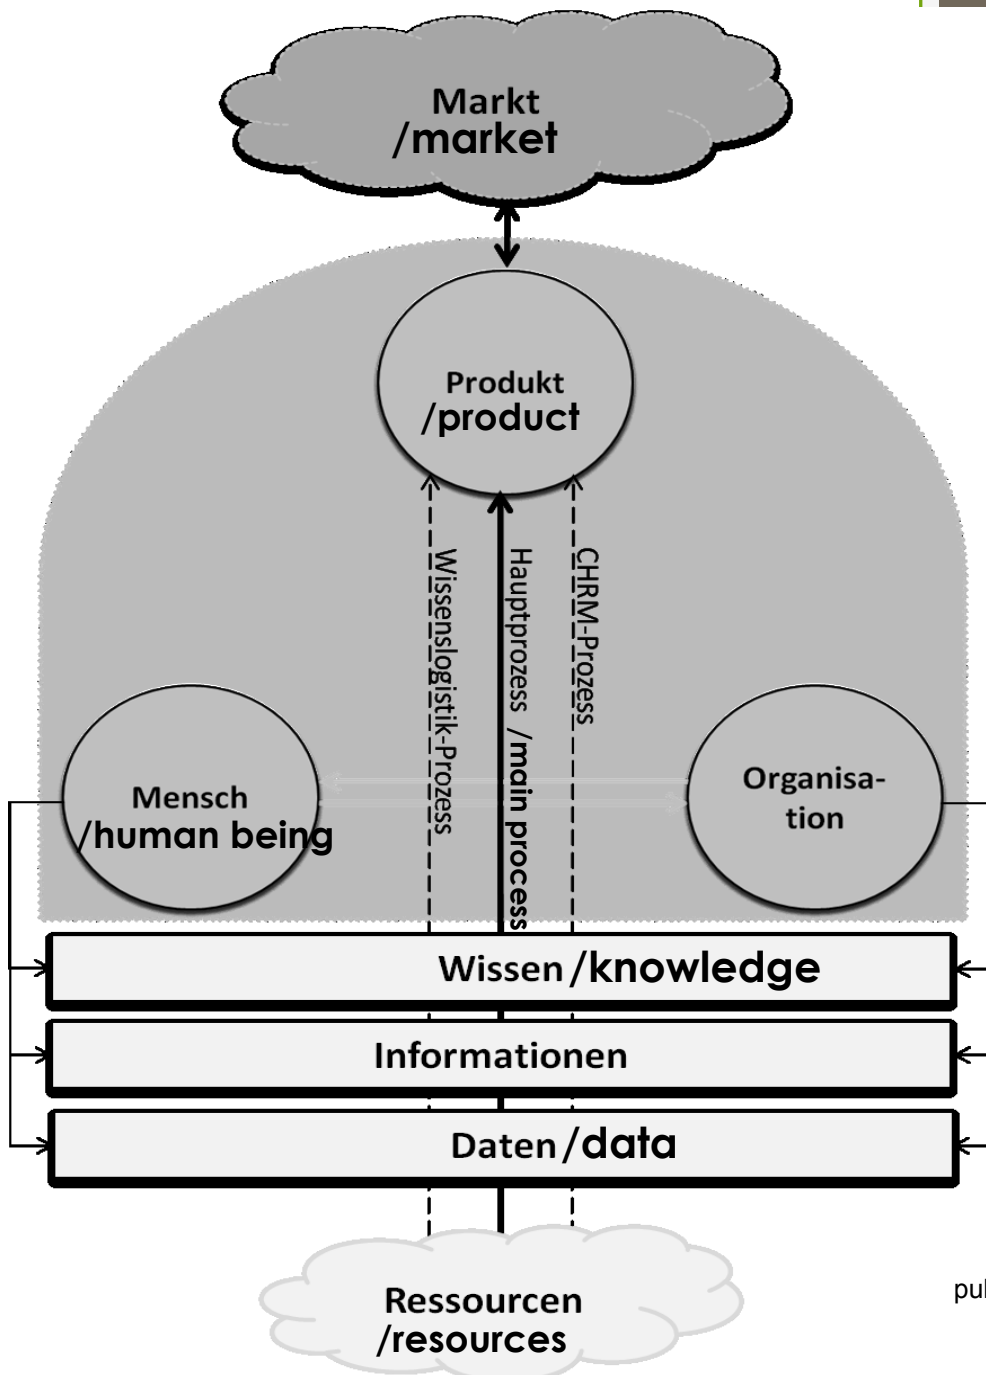 Markt
/market
Produkt
/product
Wissenslogistik-Prozess
Hauptprozess /main process
CHRM-Prozess
Mensch
/human being
Organisa-
tion
Wissen /knowledge
Informationen
Daten /data
Ressourcen
/resources